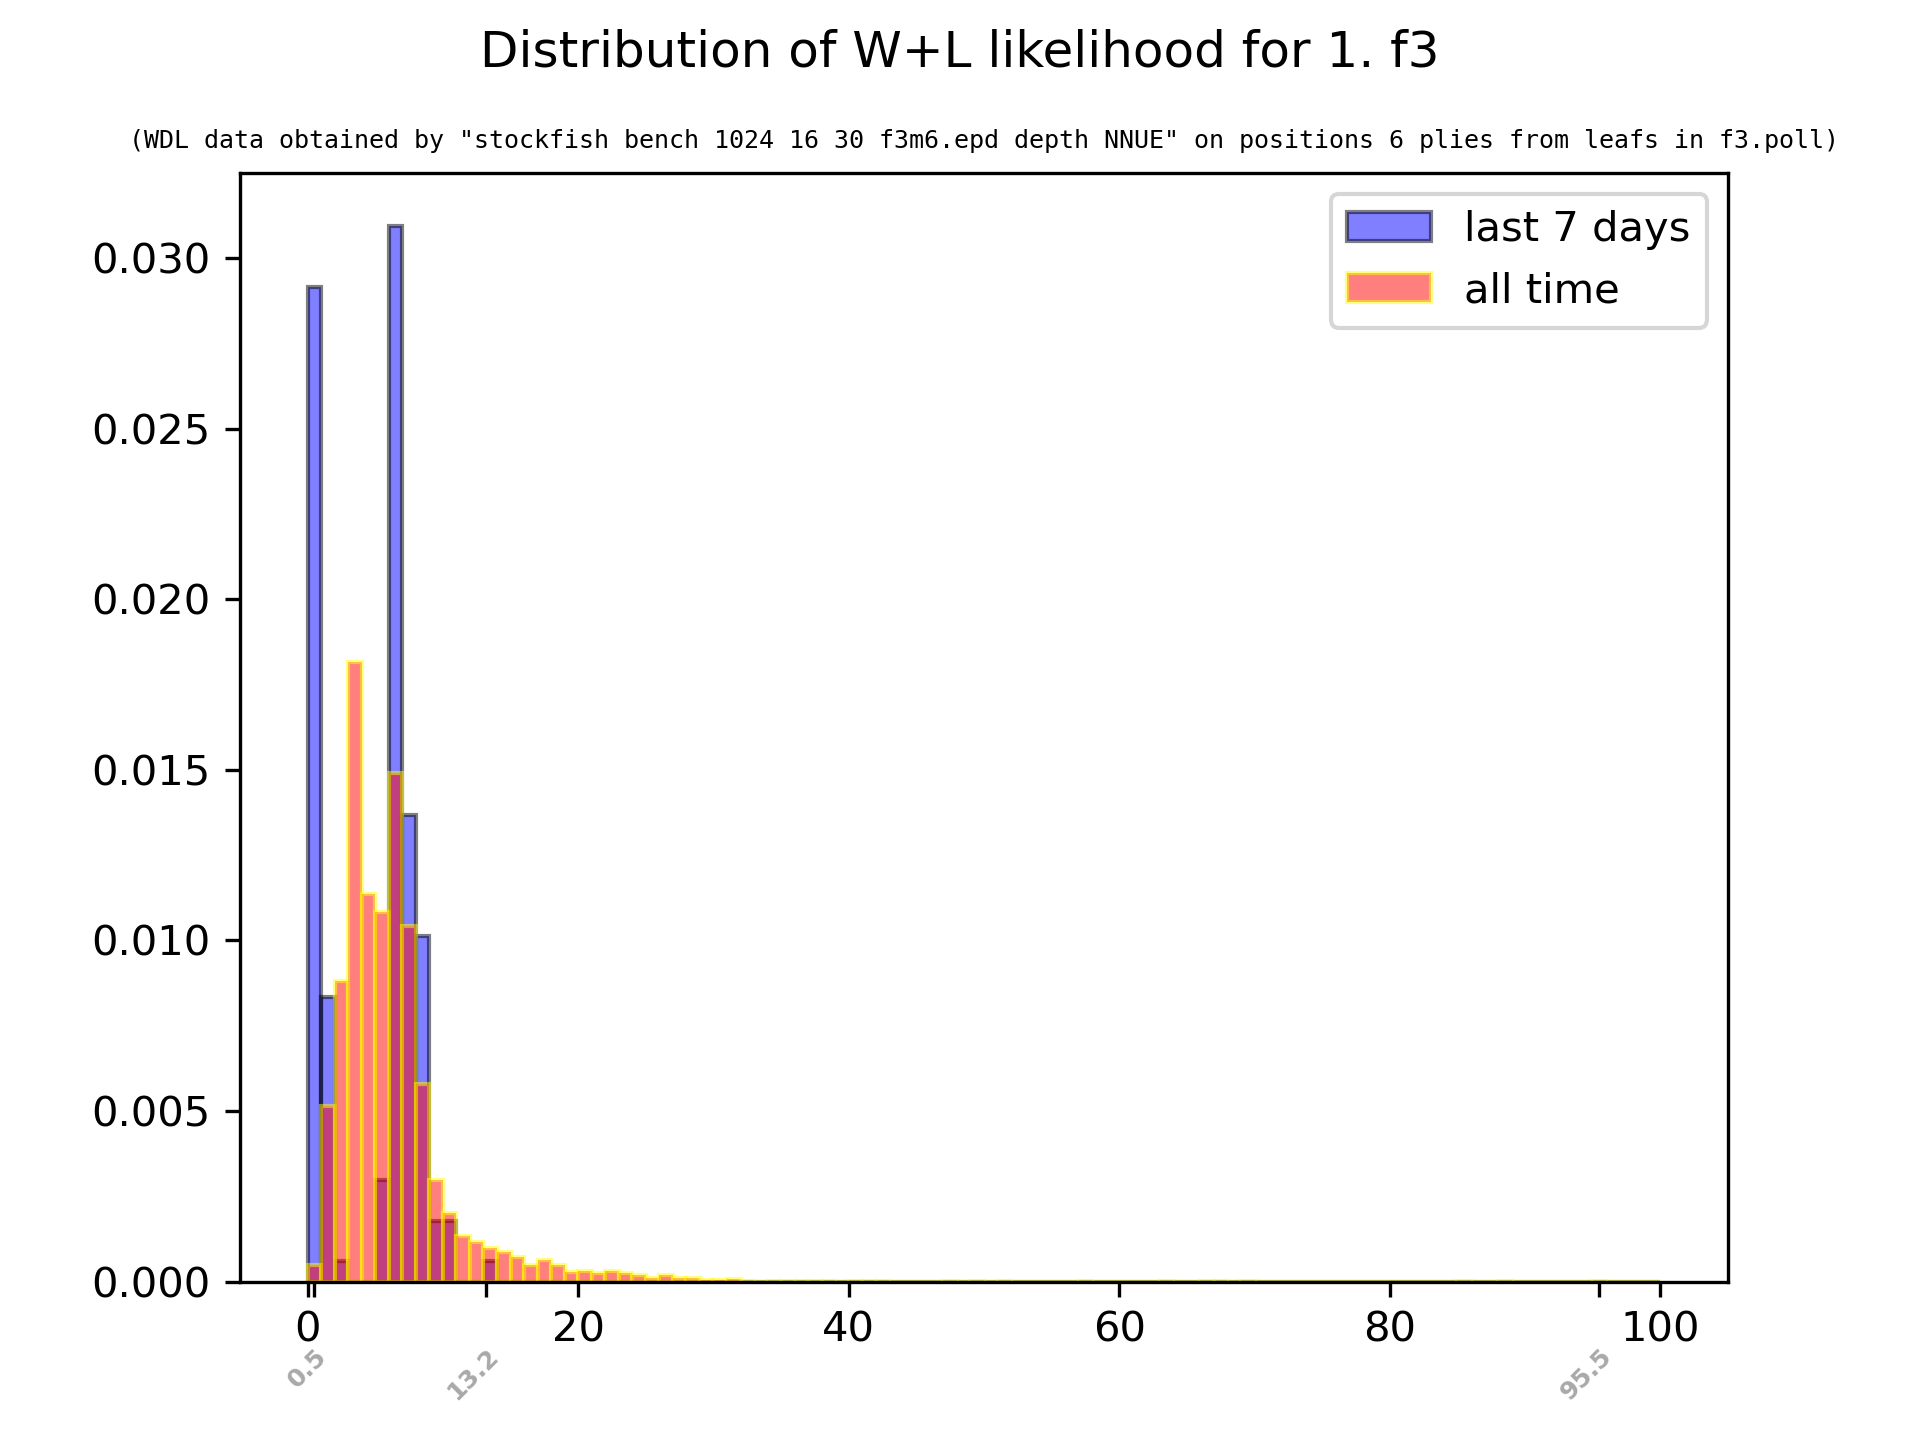 Distribution of W+L likelihood for 1. f3
(WDL data obtained by "stockfish bench 1024 16 30 f3m6.epd depth NNUE" on positions 6 plies from leafs in f3.poll)
last 7 days
all time
0.030
0.025
0.020
0.015
0.010
0.005
0.000
0 20 40 60 80 100
0.5 13.2 95.5